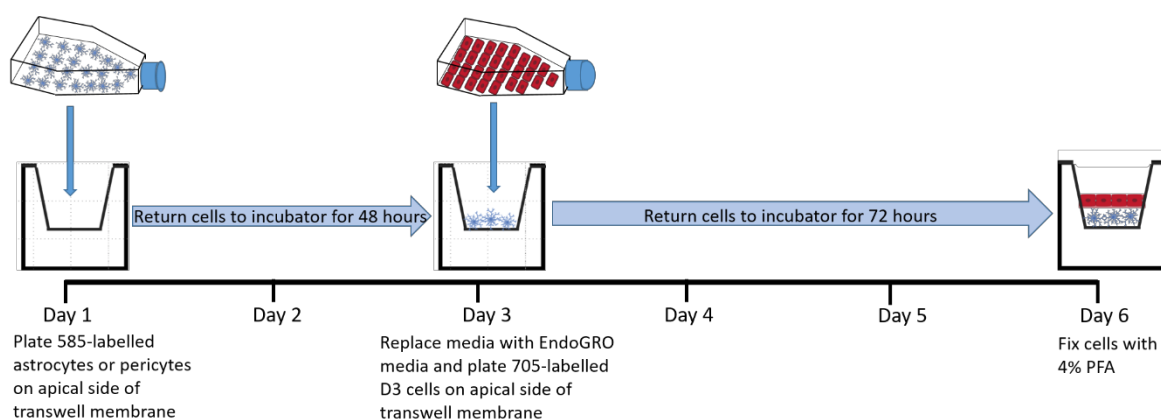 Return cells to incubator for 48 hours
Return cells to incubator for 72 hours
Day 1
Day 2
Day 3
Day 4
Day 5
Day 6
Plate 585-labelled
astrocytes or pericytes
on apical side of
transwell membrane
Replace media with EndoGRO
media and plate 705-labelled
D3 cells on apical side of
transwell membrane
Fix cells with
4% PFA